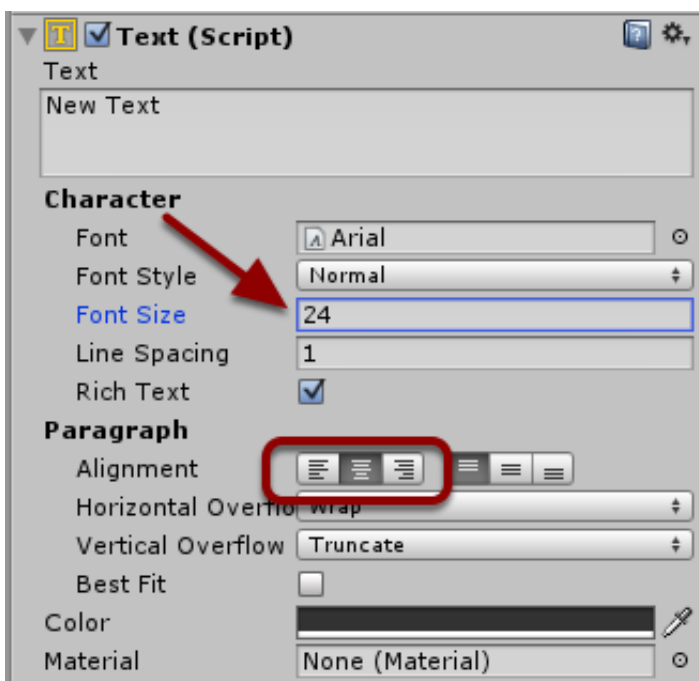 Text (Script)
Text
New Text
Character
Font Arial
Font Style Normal
Font Size 24
Line Spacing 1
Rich Text
Paragraph
Alignment
Horizontal Overflo Wrap
Vertical Overflow Truncate
Best Fit
Color
Material None (Material)